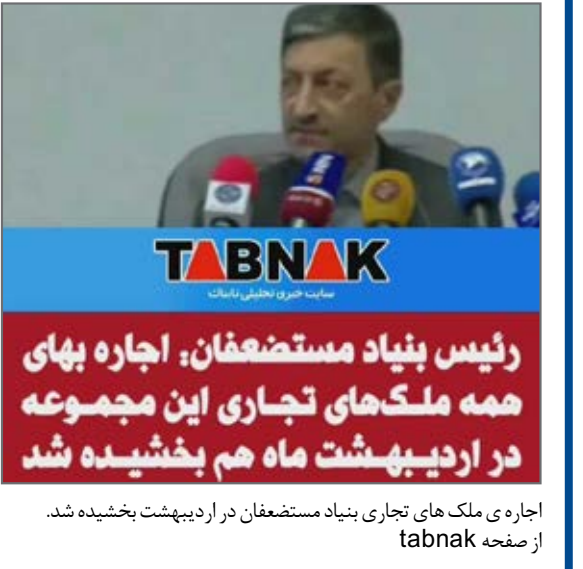 TABNAK
سایت خبری تحلیلی تابناک
رئیس بنیاد مستضعفان: اجاره بهای
همه ملک‌های تجاری این مجموعه
در اردیبهشت ماه هم بخشیده شد
اجاره ی ملک های تجاری بنیاد مستضعفان در اردیبهشت بخشیده شد.
از صفحه tabnak